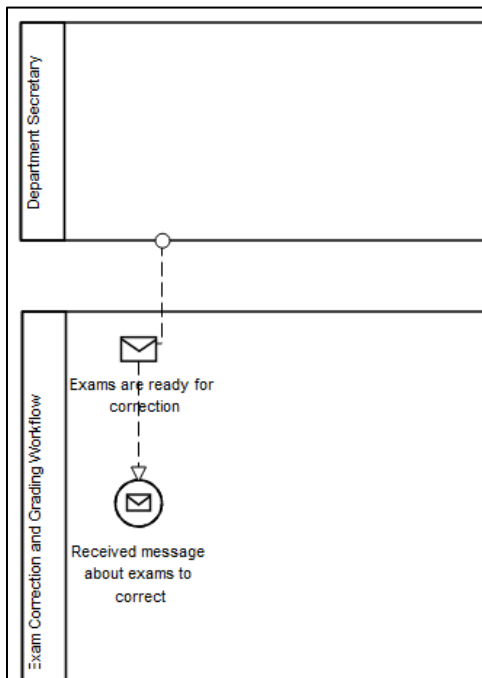 Department Secretary
Exams are ready for
correction
Exam Correction and Grading Workflow
Received message
about exams to
correct